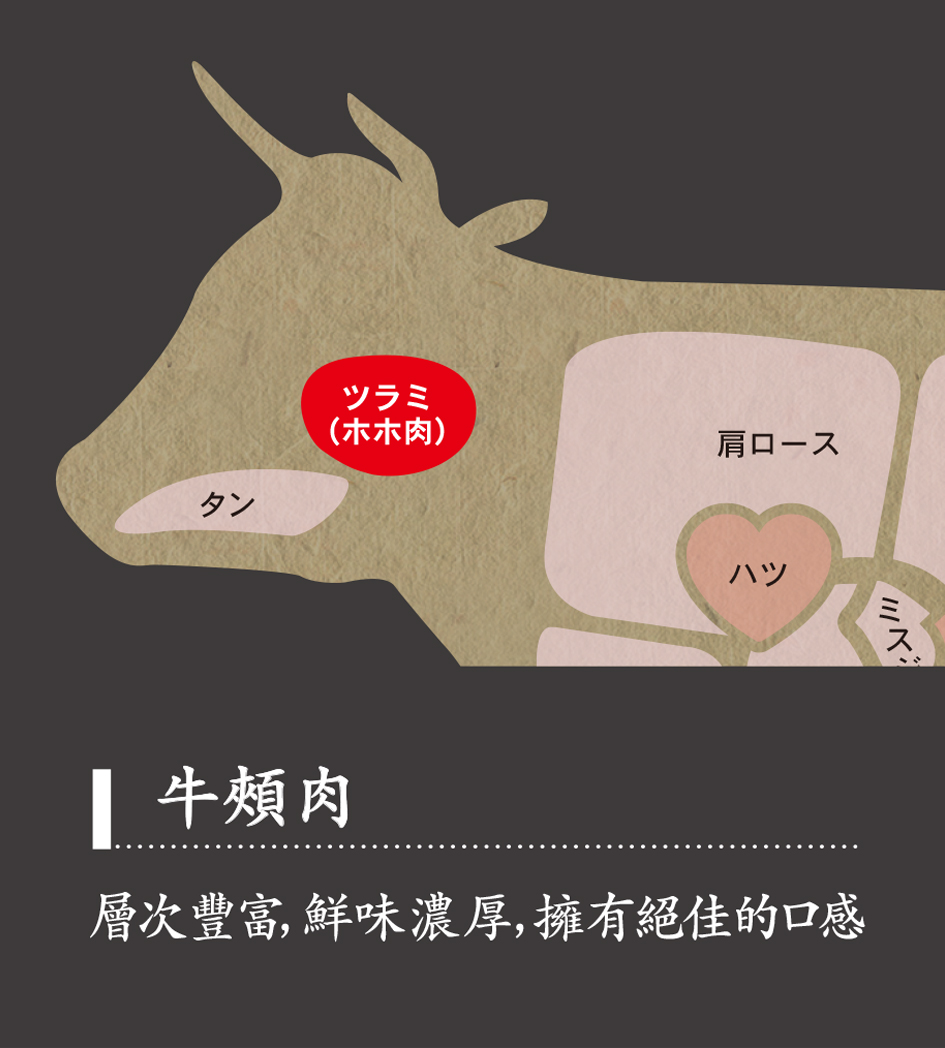 ツラミ
（ホホ肉）
タン
肩ロース
ハツ
ミスジ
牛頰肉
層次豐富,鮮味濃厚,擁有絕佳的口感